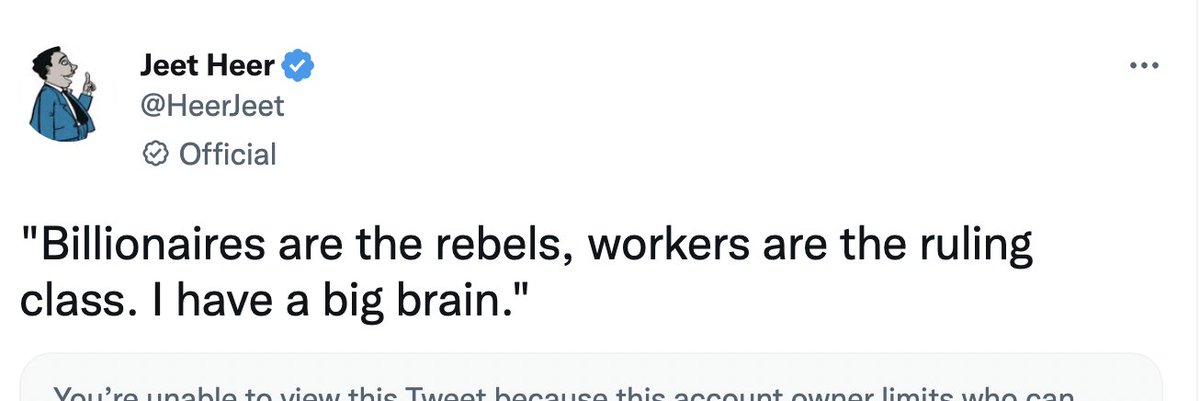 Jeet Heer
@HeerJeet
Official
"Billionaires are the rebels, workers are the ruling
class. I have a big brain."
You're unable to view this Tweet because this account owner limits who can